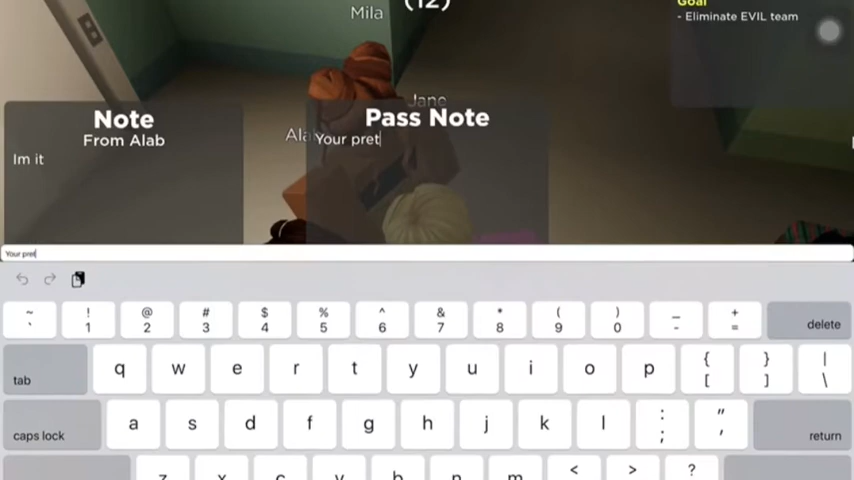 (12)
Mila
Goal
- Eliminate EVIL team
Jane
Note
From Alab
Im it
Pass Note
Your pret
Your pret
~ ! @ # $ % ^ & * ( ) _ +
` 1 2 3 4 5 6 7 8 9 0 - = delete
tab q w e r t y u i o p { [ } ] | \
caps lock a s d f g h j k l : ; " ' return
z x c v b n m < > ?